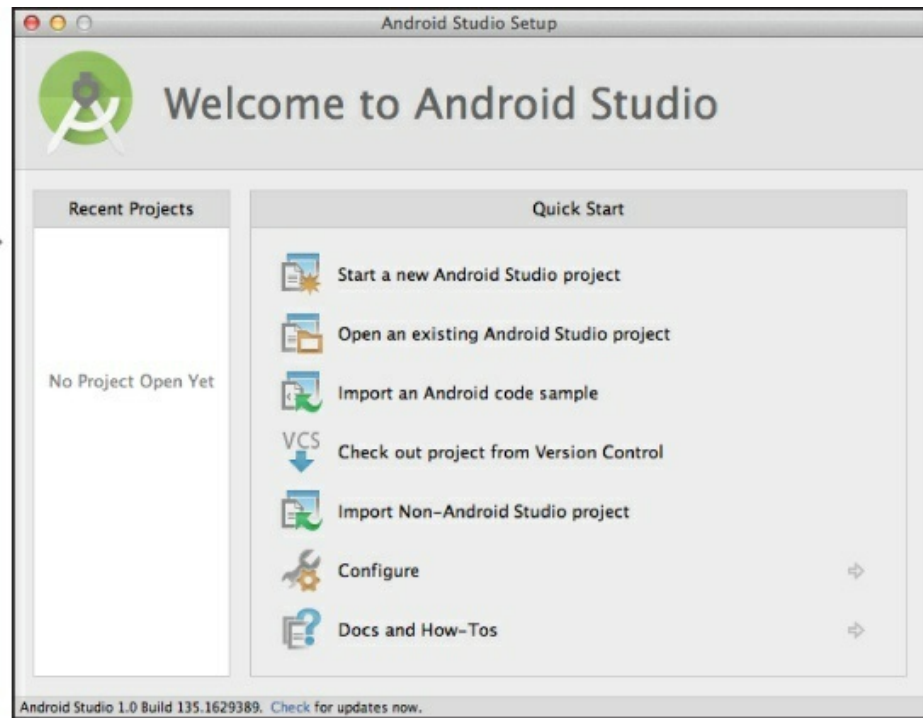 Android Studio Setup
Welcome to Android Studio
Recent Projects
No Project Open Yet
Quick Start
Start a new Android Studio project
Open an existing Android Studio project
Import an Android code sample
VCS
Check out project from Version Control
Import Non-Android Studio project
Configure
Docs and How-Tos
Android Studio 1.0 Build 135.1629389. Check for updates now.